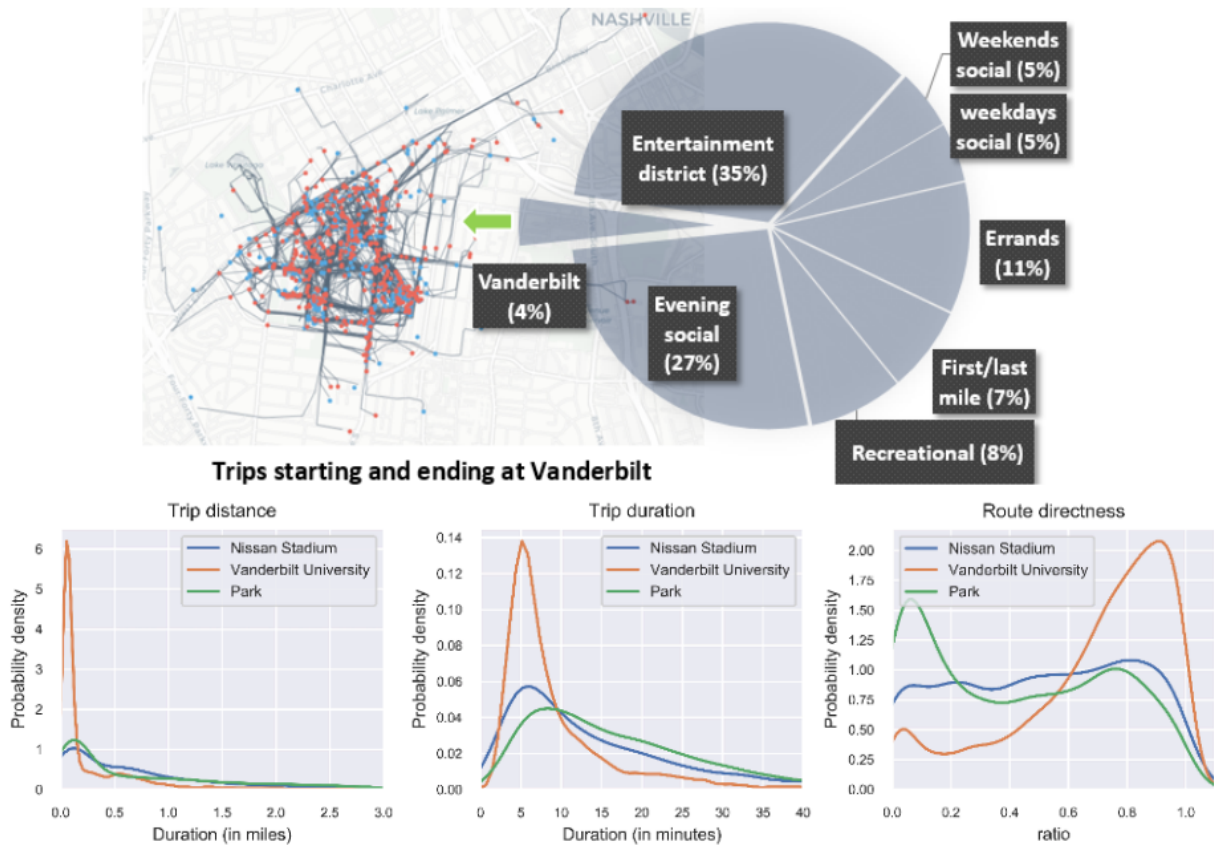 NASHVILLE
Charlotte Ave
Broadway
Weekends
social (5%)
weekdays
social (5%)
Entertainment
district (35%)
Errands
(11%)
Vanderbilt
(4%)
Evening
social
(27%)
First/last
mile (7%)
Recreational (8%)
Trips starting and ending at Vanderbilt
Trip distance
Probability density
6
5
4
3
2
1
0
Nissan Stadium
Vanderbilt University
Park
0.0
0.5
1.0
1.5
2.0
2.5
3.0
Duration (in miles)
Trip duration
Probability density
0.14
0.12
0.10
0.08
0.06
0.04
0.02
0.00
Nissan Stadium
Vanderbilt University
Park
0
5
10
15
20
25
30
35
40
Duration (in minutes)
Route directness
Probability density
2.00
1.75
1.50
1.25
1.00
0.75
0.50
0.25
0.00
Nissan Stadium
Vanderbilt University
Park
0.0
0.2
0.4
0.6
0.8
1.0
ratio